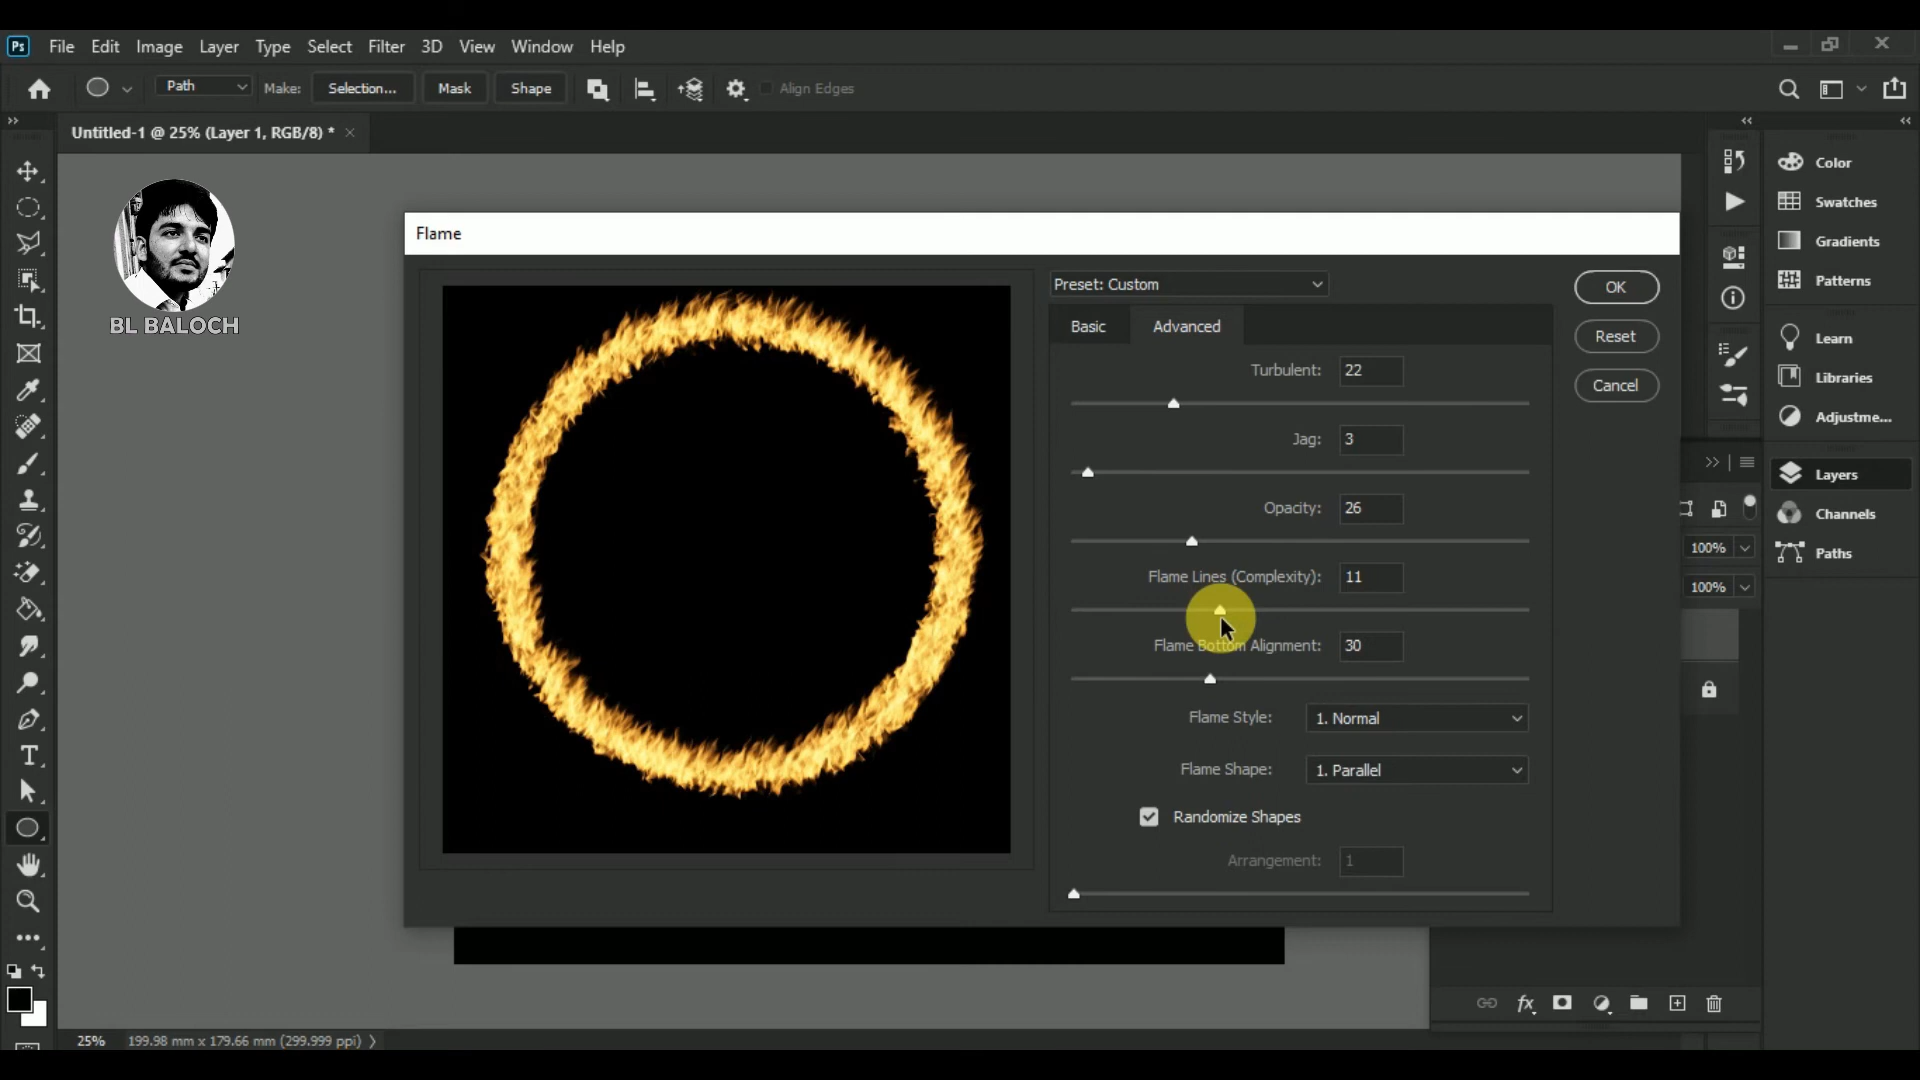 Ps File Edit Image Layer Type Select Filter 3D View Window Help
Path Make: Selection... Mask Shape Align Edges
Untitled-1 @ 25% (Layer 1, RGB/8) *
BL BALOCH
Flame
Preset: Custom
Basic Advanced
Turbulent: 22
Jag: 3
Opacity: 26
Flame Lines (Complexity): 11
Flame Bottom Alignment: 30
Flame Style: 1. Normal
Flame Shape: 1. Parallel
Randomize Shapes
Arrangement: 1
OK
Reset
Cancel
Color
Swatches
Gradients
Patterns
Learn
Libraries
Adjustme...
Layers
Channels
Paths
100%
100%
fx
25% 199.98 mm x 179.66 mm (299.999 ppi)